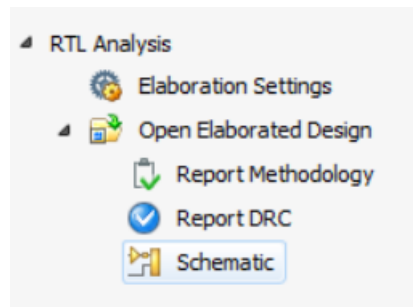 RTL Analysis
Elaboration Settings
Open Elaborated Design
Report Methodology
Report DRC
Schematic